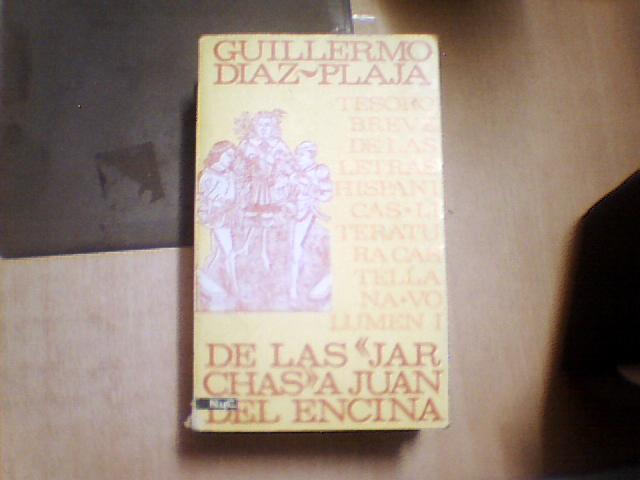 GUILLERMO
DIAZ-PLAJA
TESORO
BREVE
DE LAS
LETRAS
HISPANI
CAS·LI
TERATU
RA CAS
TELLA
NA·VO
LUMEN I
DE LAS «JAR
CHAS» A JUAN
DEL ENCINA